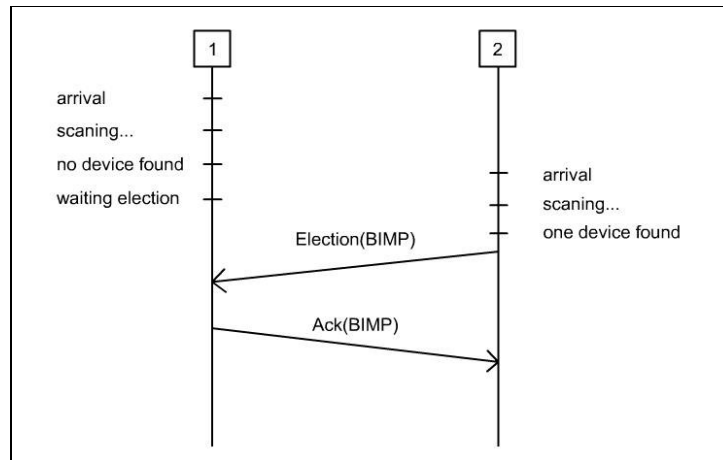 1
2
arrival
scaning...
no device found
waiting election
arrival
scaning...
one device found
Election(BIMP)
Ack(BIMP)